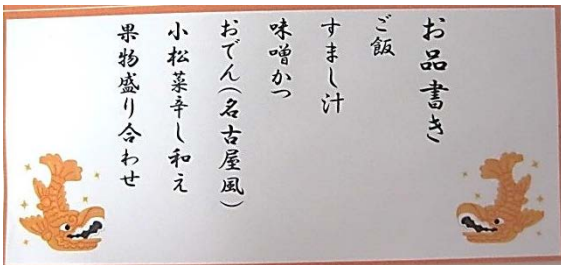 お品書き
ご飯
すまし汁
味噌かつ
おでん（名古屋風）
小松菜辛し和え
果物盛り合わせ